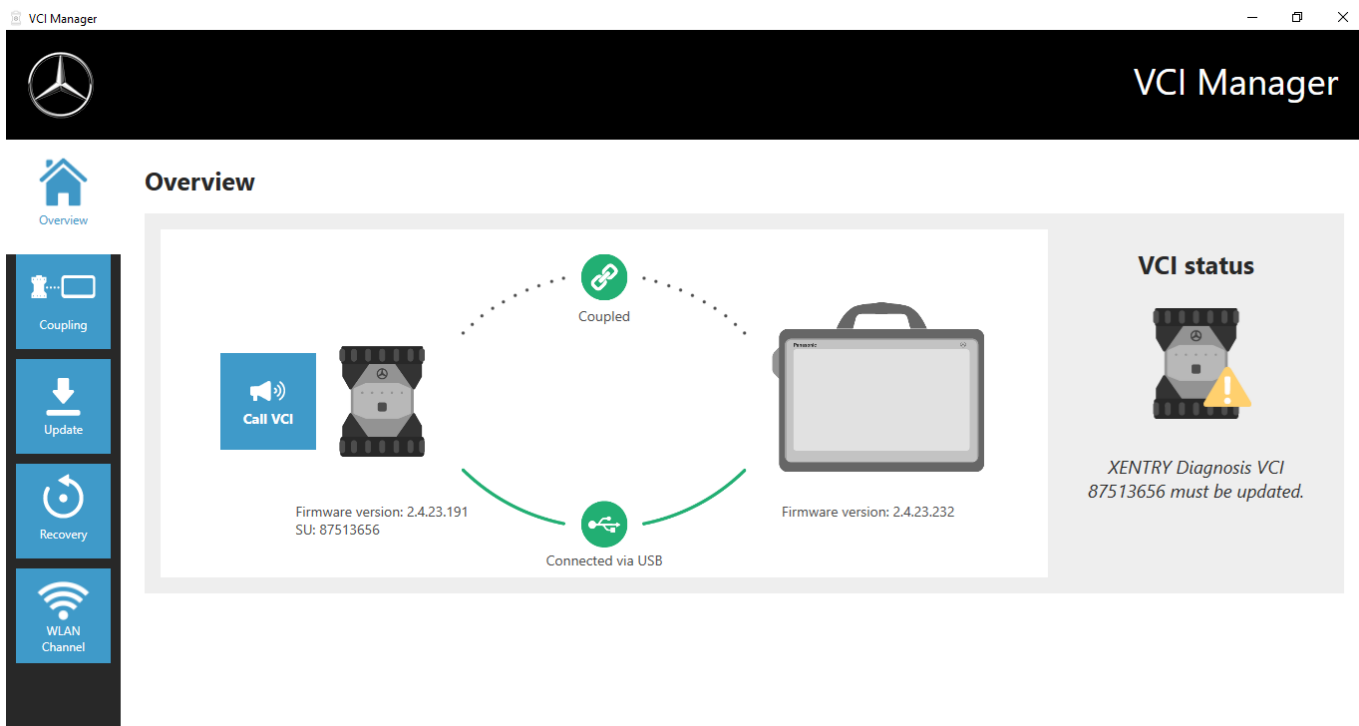 VCI Manager
VCI Manager
Overview
Overview
Coupling
Update
Recovery
WLAN
Channel
Coupled
Call VCI
Panasonic
Firmware version: 2.4.23.191
SU: 87513656
Connected via USB
Firmware version: 2.4.23.232
VCI status
XENTRY Diagnosis VCI
87513656 must be updated.